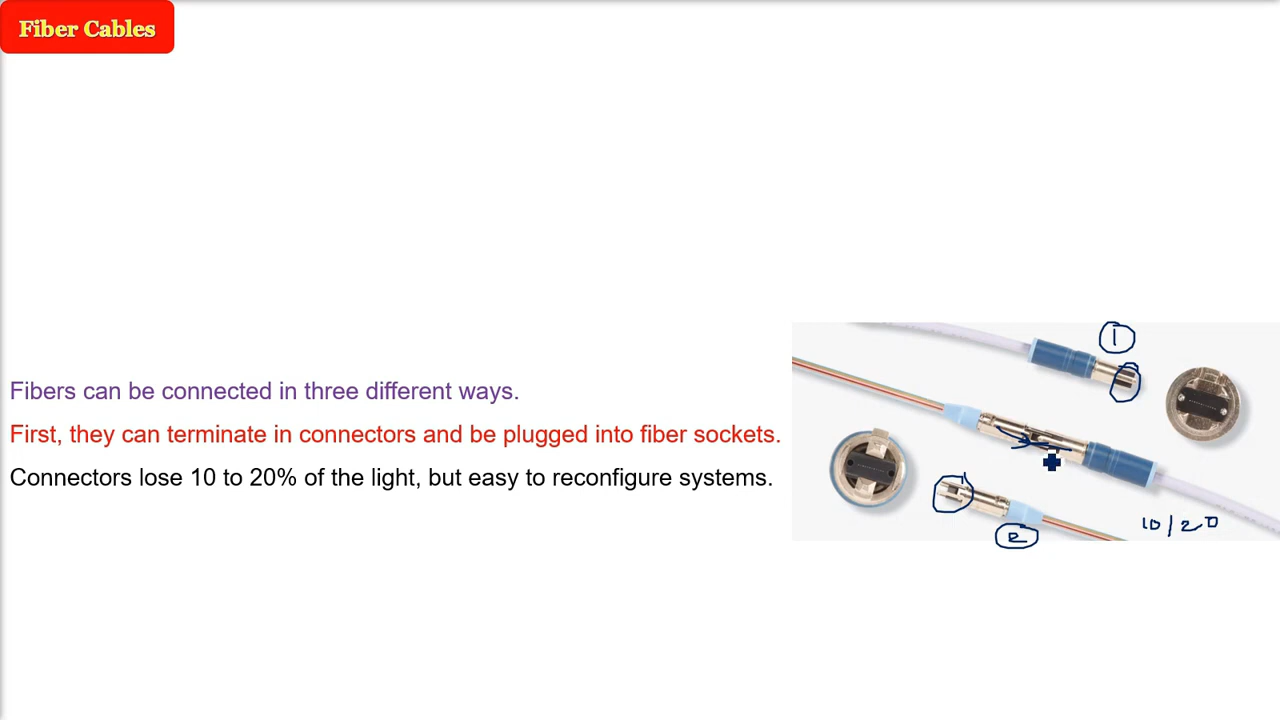 Fiber Cables
Fibers can be connected in three different ways.
First, they can terminate in connectors and be plugged into fiber sockets.
Connectors lose 10 to 20% of the light, but easy to reconfigure systems.
1
2
10/20